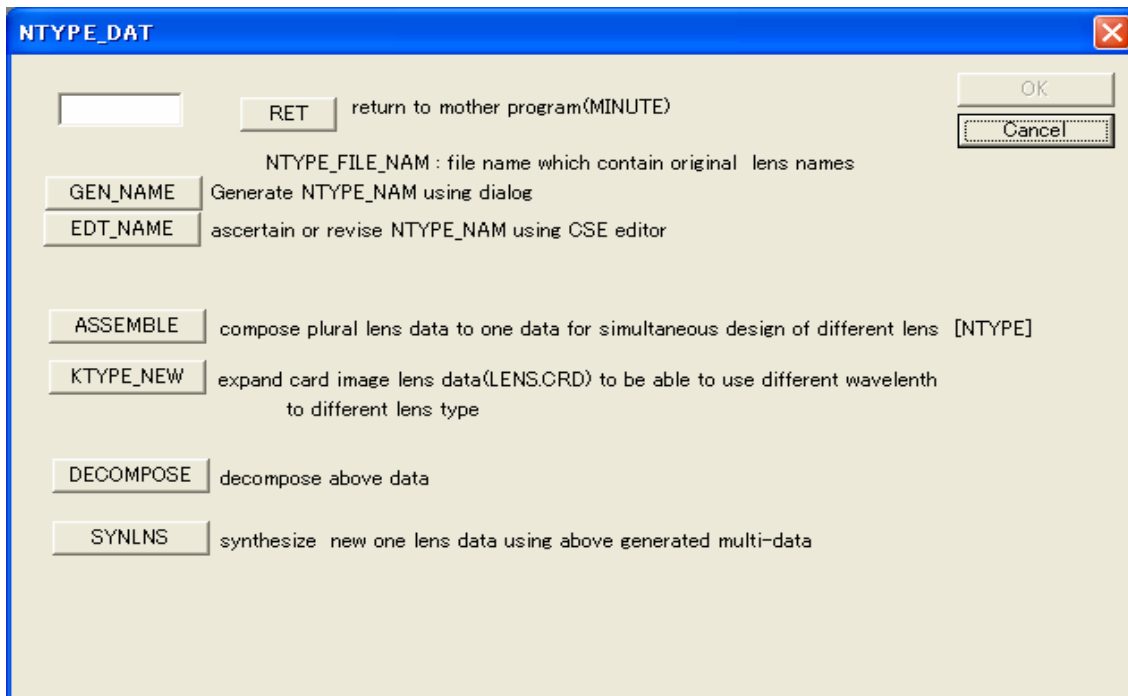 NTYPE_DAT
OK
RET return to mother program(MINUTE)
Cancel
NTYPE_FILE_NAM : file name which contain original lens names
GEN_NAME Generate NTYPE_NAM using dialog
EDT_NAME ascertain or revise NTYPE_NAM using CSE editor
ASSEMBLE compose plural lens data to one data for simultaneous design of different lens [NTYPE]
KTYPE_NEW expand card image lens data(LENS.CRD) to be able to use different wavelenth
to different lens type
DECOMPOSE decompose above data
SYNLNS synthesize new one lens data using above generated multi-data